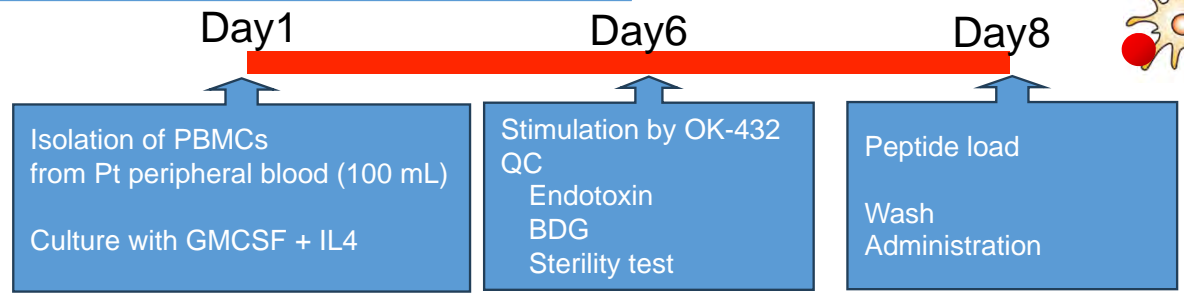 Day1
Day6
Day8
Isolation of PBMCs
from Pt peripheral blood (100 mL)
Culture with GMCSF + IL4
Stimulation by OK-432
QC
Endotoxin
BDG
Sterility test
Peptide load
Wash
Administration